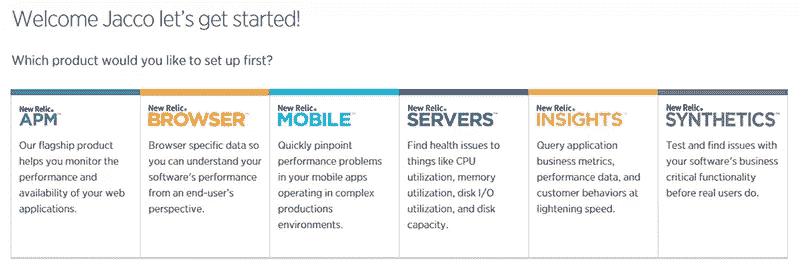 Welcome Jacco let's get started!
Which product would you like to set up first?
New Relic®
APM™
Our flagship product
helps you monitor the
performance and
availability of your web
applications.
New Relic®
BROWSER™
Browser specific data so
you can understand your
software's performance
from an end-user's
perspective.
New Relic®
MOBILE™
Quickly pinpoint
performance problems
in your mobile apps
operating in complex
productions
environments.
New Relic®
SERVERS™
Find health issues to
things like CPU
utilization, memory
utilization, disk I/O
utilization, and disk
capacity.
New Relic®
INSIGHTS™
Query application
business metrics,
performance data, and
customer behaviors at
lightening speed.
New Relic®
SYNTHETICS™
Test and find issues with
your software's business
critical functionality
before real users do.